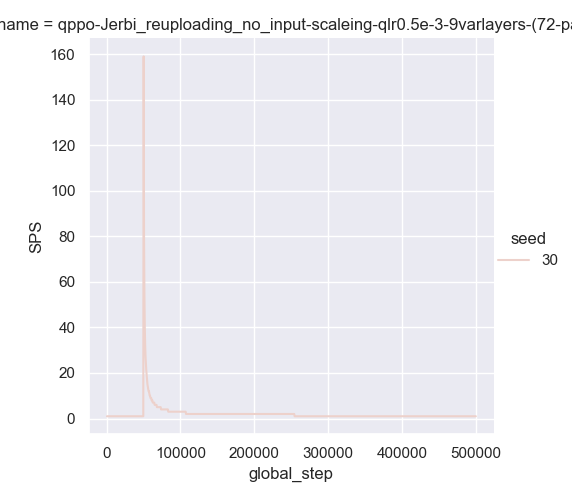 name = qppo-Jerbi_reuploading_no_input-scaleing-qlr0.5e-3-9varlayers-(72-pa
160
140
120
100
80
60
40
20
0
SPS
seed
30
0 100000 200000 300000 400000 500000
global_step